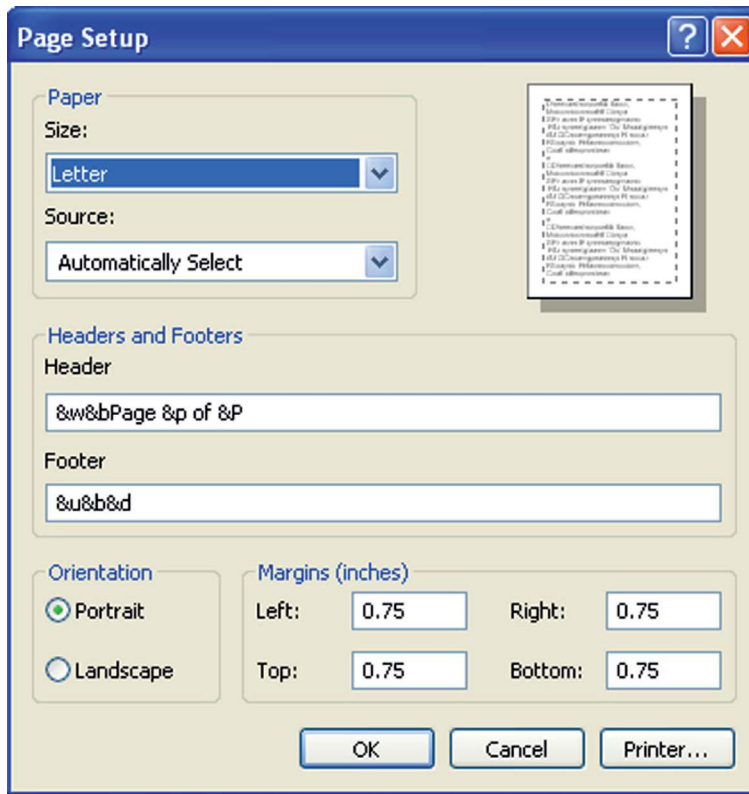 Page Setup
Paper
Size:
Letter
Source:
Automatically Select
Headers and Footers
Header
&w&bPage &p of &P
Footer
&u&b&d
Orientation
Portrait
Landscape
Margins (inches)
Left: 0.75 Right: 0.75
Top: 0.75 Bottom: 0.75
OK Cancel Printer...